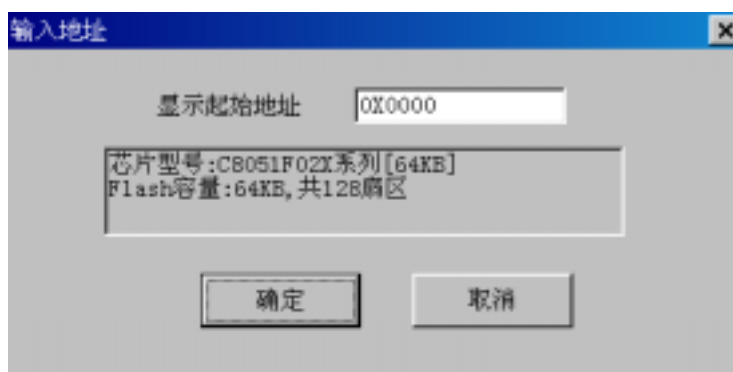 输入地址
显示起始地址 0X0000
芯片型号:C8051F02X系列[64KB]
Flash容量:64KB,共128扇区
确定 取消